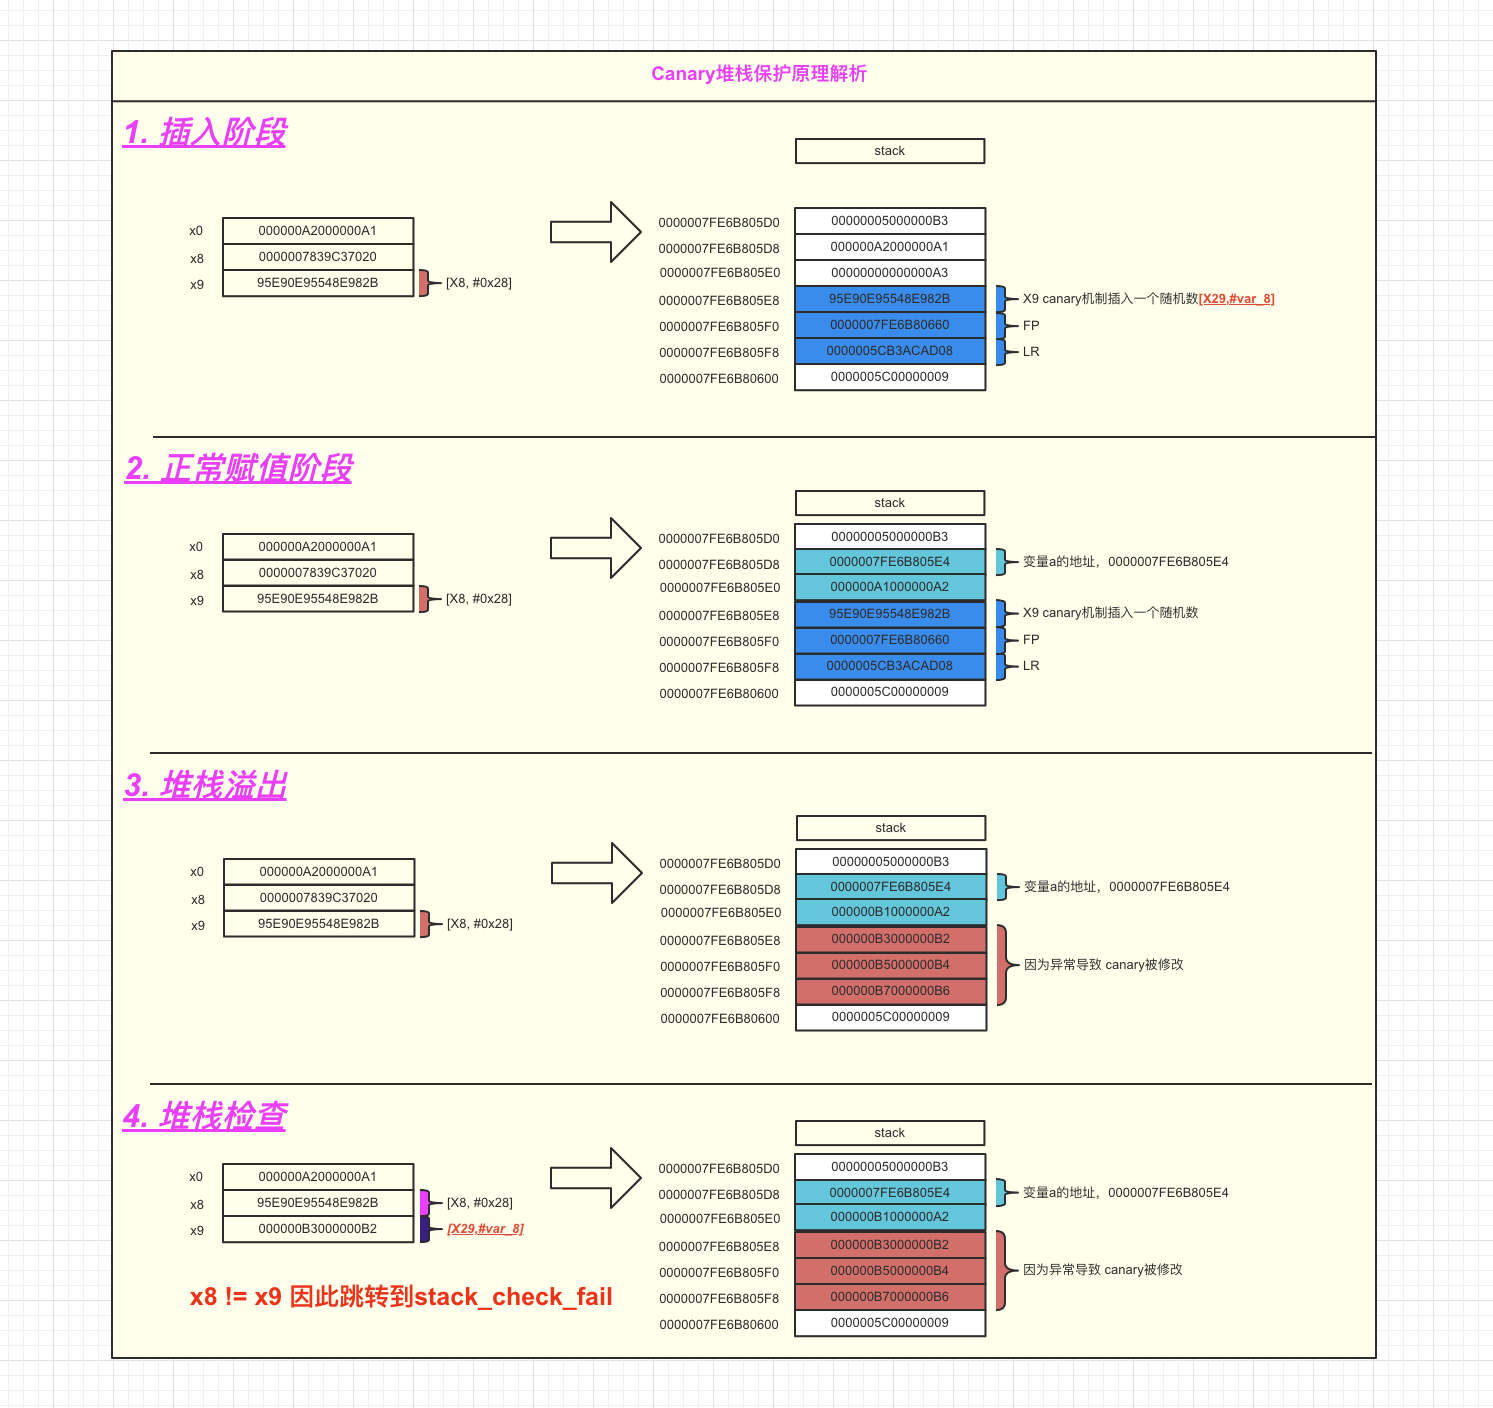 Canary堆栈保护原理解析
1. 插入阶段
stack
x0 000000A2000000A1
x8 0000007839C37020
x9 95E90E95548E982B [X8, #0x28]
0000007FE6B805D0 00000005000000B3
0000007FE6B805D8 000000A2000000A1
0000007FE6B805E0 00000000000000A3
0000007FE6B805E8 95E90E95548E982B X9 canary机制插入一个随机数[X29,#var_8]
0000007FE6B805F0 0000007FE6B80660 FP
0000007FE6B805F8 0000005CB3ACAD08 LR
0000007FE6B80600 0000005C00000009
2. 正常赋值阶段
stack
x0 000000A2000000A1
x8 0000007839C37020
x9 95E90E95548E982B [X8, #0x28]
0000007FE6B805D0 00000005000000B3
0000007FE6B805D8 0000007FE6B805E4 变量a的地址，0000007FE6B805E4
0000007FE6B805E0 000000A1000000A2
0000007FE6B805E8 95E90E95548E982B X9 canary机制插入一个随机数
0000007FE6B805F0 0000007FE6B80660 FP
0000007FE6B805F8 0000005CB3ACAD08 LR
0000007FE6B80600 0000005C00000009
3. 堆栈溢出
stack
x0 000000A2000000A1
x8 0000007839C37020
x9 95E90E95548E982B [X8, #0x28]
0000007FE6B805D0 00000005000000B3
0000007FE6B805D8 0000007FE6B805E4 变量a的地址，0000007FE6B805E4
0000007FE6B805E0 000000B1000000A2
0000007FE6B805E8 000000B3000000B2
0000007FE6B805F0 000000B5000000B4 因为异常导致 canary被修改
0000007FE6B805F8 000000B7000000B6
0000007FE6B80600 0000005C00000009
4. 堆栈检查
stack
x0 000000A2000000A1
x8 95E90E95548E982B [X8, #0x28]
x9 000000B3000000B2 [X29,#var_8]
x8 != x9 因此跳转到stack_check_fail
0000007FE6B805D0 00000005000000B3
0000007FE6B805D8 0000007FE6B805E4 变量a的地址，0000007FE6B805E4
0000007FE6B805E0 000000B1000000A2
0000007FE6B805E8 000000B3000000B2
0000007FE6B805F0 000000B5000000B4 因为异常导致 canary被修改
0000007FE6B805F8 000000B7000000B6
0000007FE6B80600 0000005C00000009